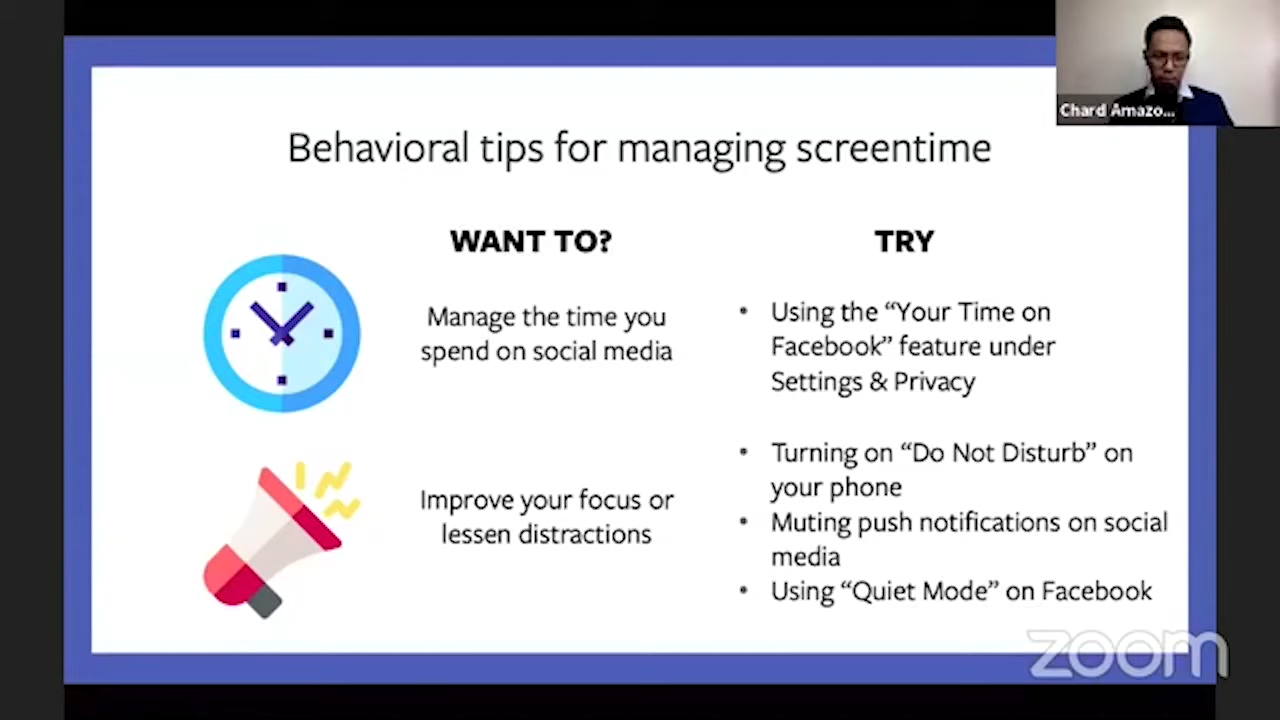 Chard Amazo...
Behavioral tips for managing screentime
WANT TO?
TRY
Manage the time you
spend on social media
• Using the “Your Time on
Facebook” feature under
Settings & Privacy
Improve your focus or
lessen distractions
• Turning on “Do Not Disturb” on
your phone
• Muting push notifications on social
media
• Using “Quiet Mode” on Facebook
zoom